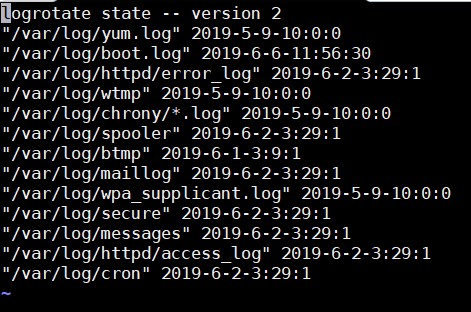 logrotate state -- version 2
"/var/log/yum.log" 2019-5-9-10:0:0
"/var/log/boot.log" 2019-6-6-11:56:30
"/var/log/httpd/error_log" 2019-6-2-3:29:1
"/var/log/wtmp" 2019-5-9-10:0:0
"/var/log/chrony/*.log" 2019-5-9-10:0:0
"/var/log/spooler" 2019-6-2-3:29:1
"/var/log/btmp" 2019-6-1-3:9:1
"/var/log/maillog" 2019-6-2-3:29:1
"/var/log/wpa_supplicant.log" 2019-5-9-10:0:0
"/var/log/secure" 2019-6-2-3:29:1
"/var/log/messages" 2019-6-2-3:29:1
"/var/log/httpd/access_log" 2019-6-2-3:29:1
"/var/log/cron" 2019-6-2-3:29:1
~